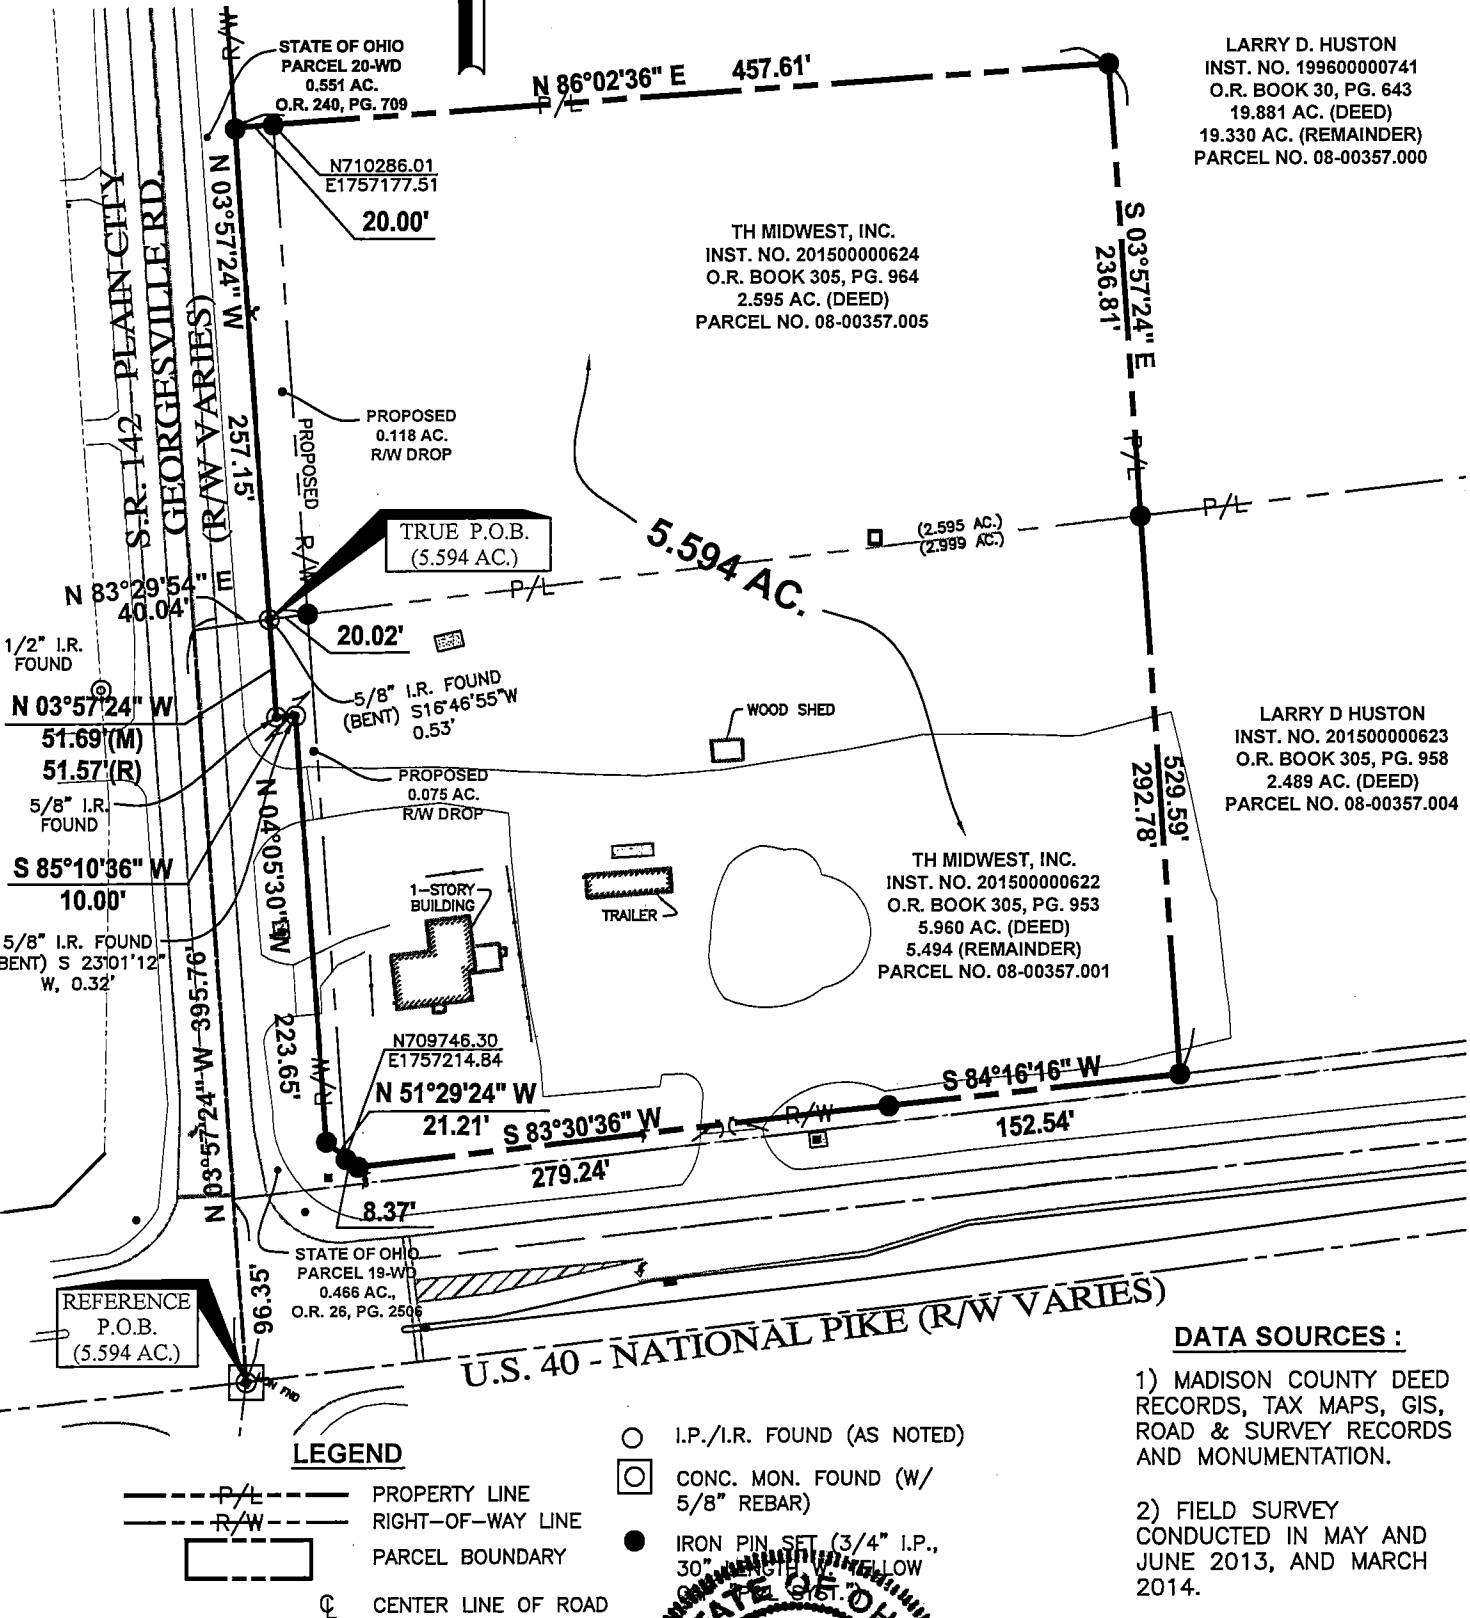 R/W
STATE OF OHIO
PARCEL 20-WD
0.551 AC.
O.R. 240, PG. 709
N 86°02'36" E 457.61'
P/L
LARRY D. HUSTON
INST. NO. 199600000741
O.R. BOOK 30, PG. 643
19.881 AC. (DEED)
19.330 AC. (REMAINDER)
PARCEL NO. 08-00357.000
N710286.01
E1757177.51
20.00'
N 03°57'24" W
257.15'
S.R. 142 PLAIN CITY
GEORGESVILLE RD.
(R/W VARIES)
TH MIDWEST, INC.
INST. NO. 201500000624
O.R. BOOK 305, PG. 964
2.595 AC. (DEED)
PARCEL NO. 08-00357.005
S 03°57'24" E
236.81'
P/L
PROPOSED
0.118 AC.
R/W DROP
PROPOSED R/W
TRUE P.O.B.
(5.594 AC.)
5.594 AC.
(2.595 AC.)
(2.999 AC.)
P/L
P/L
N 83°29'54" E
40.04'
1/2" I.R.
FOUND
20.02'
5/8" I.R. FOUND
(BENT) S16°46'55"W
0.53'
N 03°57'24" W
51.69'(M)
51.57'(R)
5/8" I.R.
FOUND
WOOD SHED
LARRY D HUSTON
INST. NO. 201500000623
O.R. BOOK 305, PG. 958
2.489 AC. (DEED)
PARCEL NO. 08-00357.004
529.59'
292.78'
PROPOSED
0.075 AC.
R/W DROP
N 04°05'30" W
223.65'
S 85°10'36" W
10.00'
5/8" I.R. FOUND
BENT) S 23°01'12"
W, 0.32'
1-STORY
BUILDING
TRAILER
TH MIDWEST, INC.
INST. NO. 201500000622
O.R. BOOK 305, PG. 953
5.960 AC. (DEED)
5.494 (REMAINDER)
PARCEL NO. 08-00357.001
N 03°57'24" W 395.76'
N709746.30
E1757214.84
R/W
N 51°29'24" W
21.21'
S 83°30'36" W
279.24'
R/W
S 84°16'16" W
152.54'
8.37'
STATE OF OHIO
PARCEL 19-WD
0.466 AC.,
O.R. 26, PG. 2506
96.35'
REFERENCE
P.O.B.
(5.594 AC.)
MON FND
U.S. 40 - NATIONAL PIKE (R/W VARIES)
DATA SOURCES :
1) MADISON COUNTY DEED
RECORDS, TAX MAPS, GIS,
ROAD & SURVEY RECORDS
AND MONUMENTATION.
2) FIELD SURVEY
CONDUCTED IN MAY AND
JUNE 2013, AND MARCH
2014.
LEGEND
P/L PROPERTY LINE
R/W RIGHT-OF-WAY LINE
PARCEL BOUNDARY
℄ CENTER LINE OF ROAD
I.P./I.R. FOUND (AS NOTED)
CONC. MON. FOUND (W/
5/8" REBAR)
IRON PIN SET (3/4" I.P.,
30" LENGTH W/ YELLOW
STATE OF OH